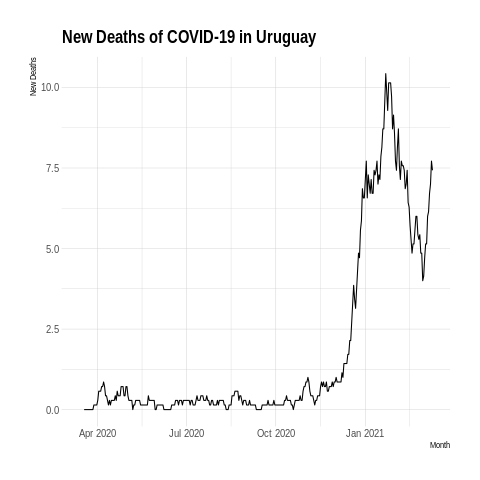 New Deaths of COVID-19 in Uruguay
New Deaths
10.0
7.5
5.0
2.5
0.0
Apr 2020 Jul 2020 Oct 2020 Jan 2021
Month